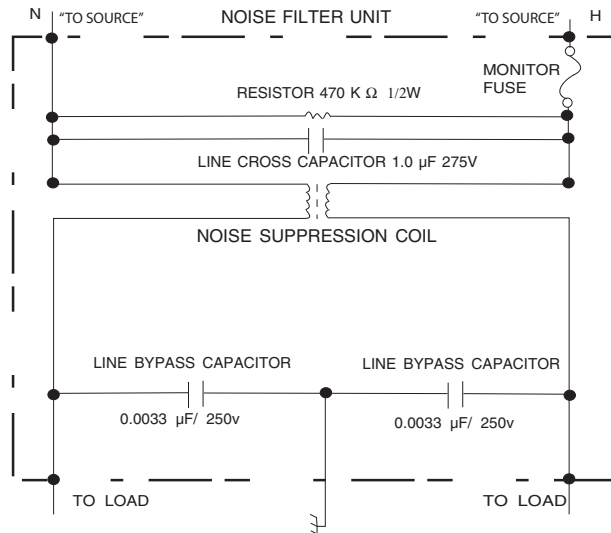 N "TO SOURCE" NOISE FILTER UNIT "TO SOURCE" H
MONITOR
FUSE
RESISTOR 470 K Ω 1/2W
LINE CROSS CAPACITOR 1.0 µF 275V
NOISE SUPPRESSION COIL
LINE BYPASS CAPACITOR
0.0033 µF/ 250v
LINE BYPASS CAPACITOR
0.0033 µF/ 250v
TO LOAD
TO LOAD